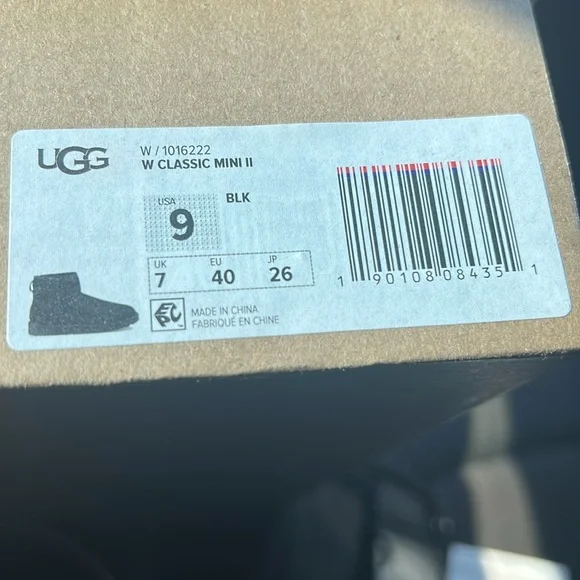 UGG
W / 1016222
W CLASSIC MINI II
USA
9
BLK
UK EU JP
7 40 26
EPC™
MADE IN CHINA
FABRIQUÉ EN CHINE
1 90108 08435 1